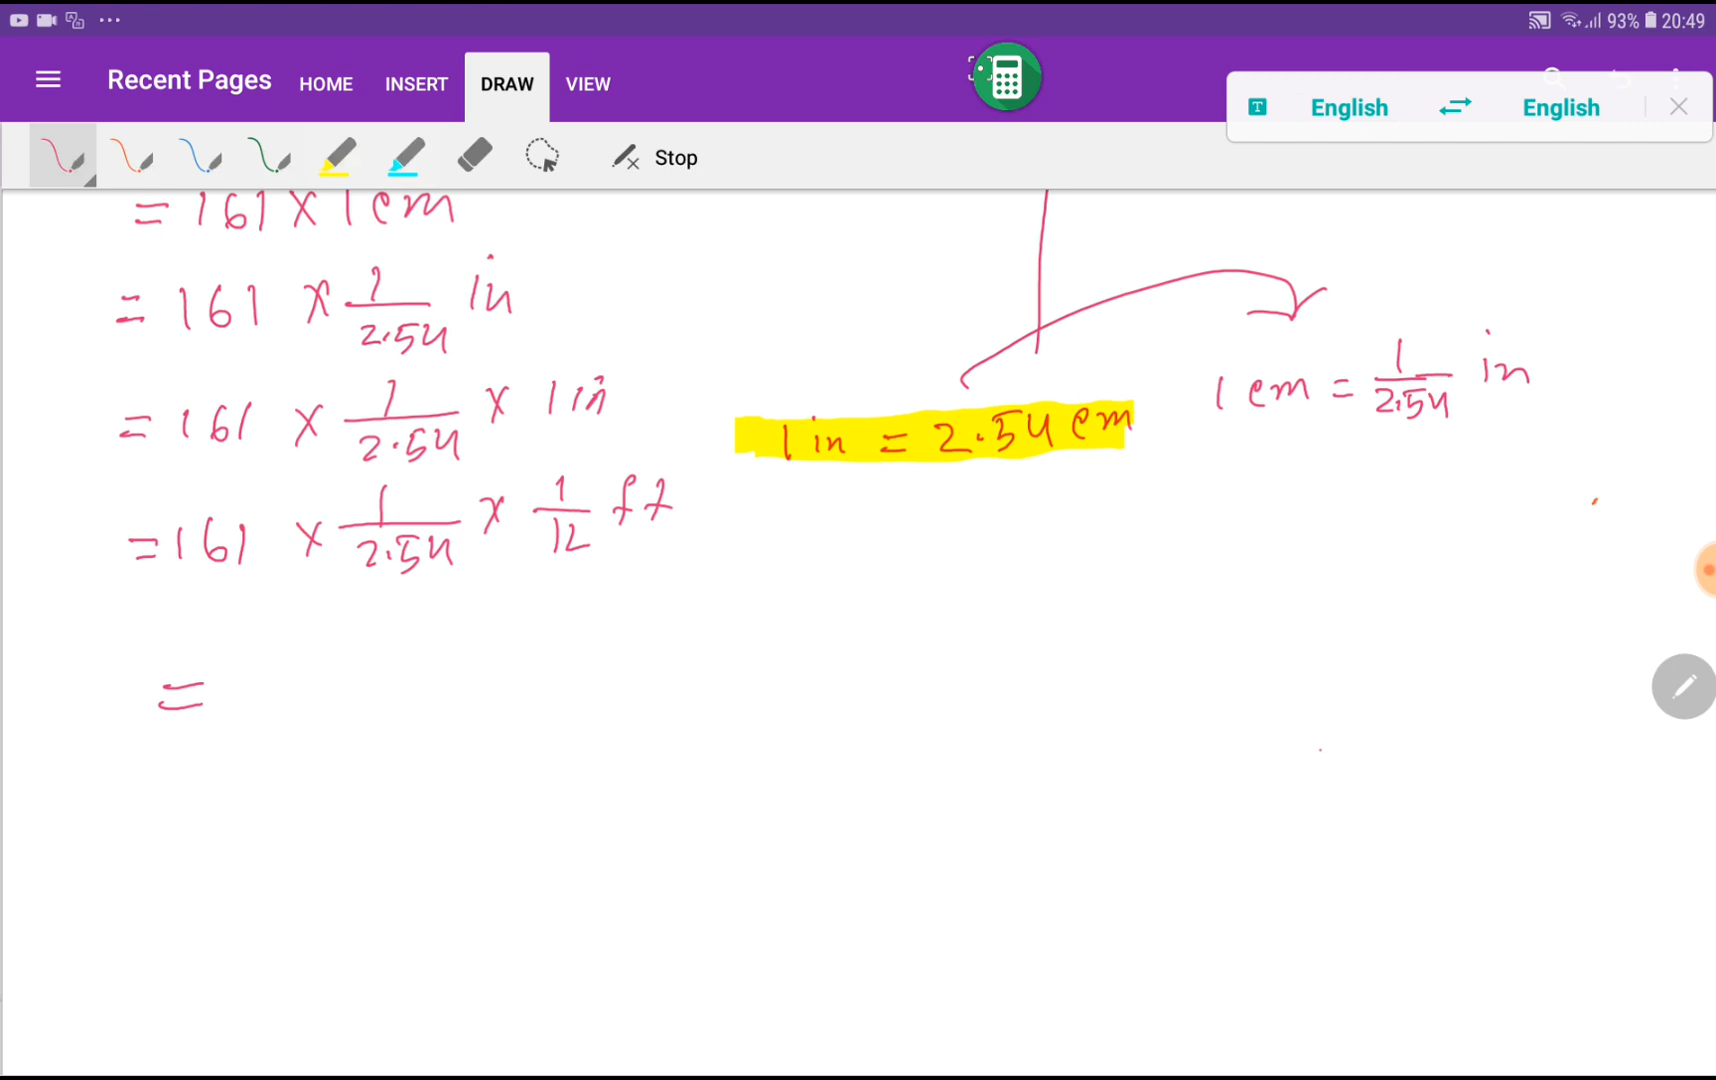 93% 20:49
Recent Pages HOME INSERT DRAW VIEW
T English English
Stop
= 161 × 1 cm
= 161 × 1/2.54 in
= 161 × 1/2.54 × 1 in
1 in = 2.54 cm
1 cm = 1/2.54 in
= 161 × 1/2.54 × 1/12 ft
=